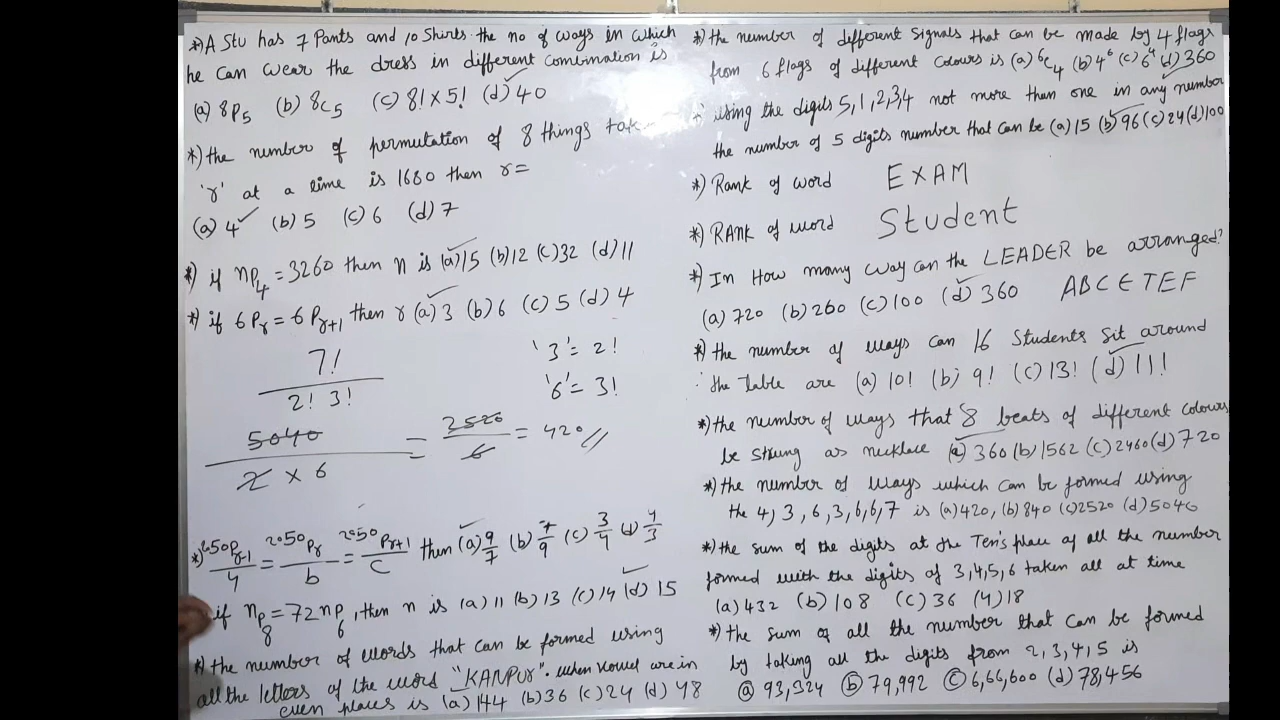 *) A Stu has 7 Pants and 10 Shirts. the no of ways in which
he can wear the dress in different combination is
(a) 8P5 (b) 8C5 (c) 8! x 5! (d) 40
*) the number of permutation of 8 things
'r' at a time is 1680 then r=
(a) 4 (b) 5 (c) 6 (d) 7
*) if nP4 = 3260 then n is (a) 15 (b) 12 (c) 32 (d) 11
*) if 6Pr = 6Pr+1 then r (a) 3 (b) 6 (c) 5 (d) 4
7! '3' = 2!
2! 3! '6' = 3!
5040 = 2520 = 420 //
2 x 6 6
*) 2050Pr-1 = 2050Pr = 2050Pr+1 then (a) 9/7 (b) 7/9 (c) 3/4 (d) 4/3
4 b c
if nP8 = 72 nP6, then n is (a) 11 (b) 13 (c) 14 (d) 15
*) the number of words that can be formed using
all the letters of the word "KANPUR". when vowel are in
even places is (a) 144 (b) 36 (c) 24 (d) 48
*) the number of different Signals that can be made by 4 flags
from 6 flags of different colours is (a) 6C4 (b) 4^6 (c) 6^4 (d) 360
using the digits 5,1,2,3,4 not more then one in any number
the number of 5 digits number that can be (a) 15 (b) 96 (c) 24 (d) 100
*) Rank of word EXAM
*) RANK of word Student
*) In How many way can the LEADER be arranged?
(a) 720 (b) 260 (c) 100 (d) 360 ABCETEF
*) the number of ways can 16 Students Sit around
the Table are (a) 10! (b) 9! (c) 13! (d) 11!
*) the number of ways that 8 beats of different colours
be Strung as necklace (a) 360 (b) 1562 (c) 2460 (d) 720
*) the number of ways which can be formed using
the 4, 3, 6, 3, 6, 6, 7 is (a) 420, (b) 840 (c) 2520 (d) 5040
*) the sum of the digits at the Ten's place of all the number
formed with the digits of 3,4,5,6 taken all at time
(a) 432 (b) 108 (c) 36 (4) 18
*) the sum of all the number that can be formed
by taking all the digits from 2,3,4,5 is
(a) 93,324 (b) 79,992 (c) 6,66,600 (d) 78,456